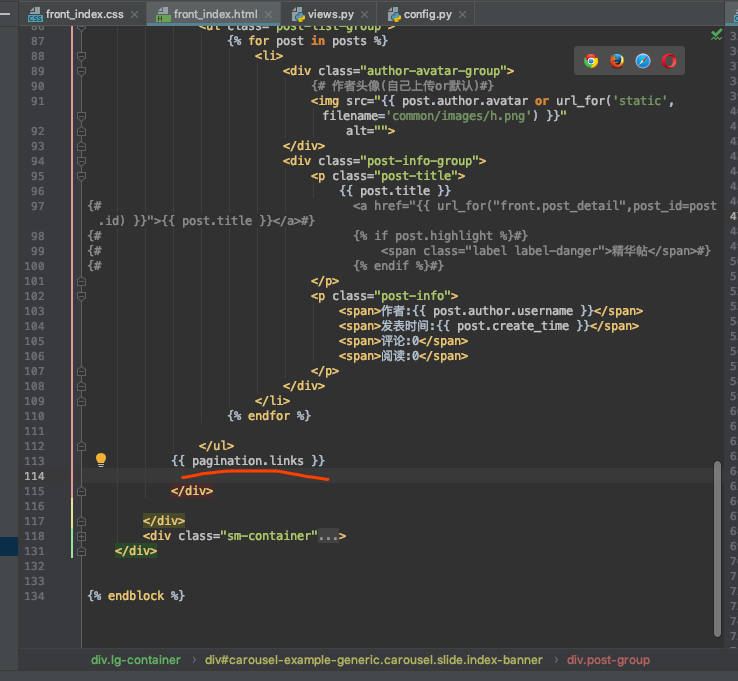 front_index.css × front_index.html × views.py × config.py ×
86 <ul class="post-list-group">
87 {% for post in posts %}
88 <li>
89 <div class="author-avatar-group">
90 {# 作者头像(自己上传or默认)#}
91 <img src="{{ post.author.avatar or url_for('static',
filename='common/images/h.png') }}"
92 alt="">
93 </div>
94 <div class="post-info-group">
95 <p class="post-title">
96 {{ post.title }}
97 {# <a href="{{ url_for("front.post_detail",post_id=post
.id) }}">{{ post.title }}</a>#}
98 {# {% if post.highlight %}#}
99 {# <span class="label label-danger">精华帖</span>#}
100 {# {% endif %}#}
101 </p>
102 <p class="post-info">
103 <span>作者:{{ post.author.username }}</span>
104 <span>发表时间:{{ post.create_time }}</span>
105 <span>评论:0</span>
106 <span>阅读:0</span>
107 </p>
108 </div>
109 </li>
110 {% endfor %}
111
112 </ul>
113 {{ pagination.links }}
114
115 </div>
116
117 </div>
118 <div class="sm-container"...>
131 </div>
132
133
134 {% endblock %}
div.lg-container › div#carousel-example-generic.carousel.slide.index-banner › div.post-group